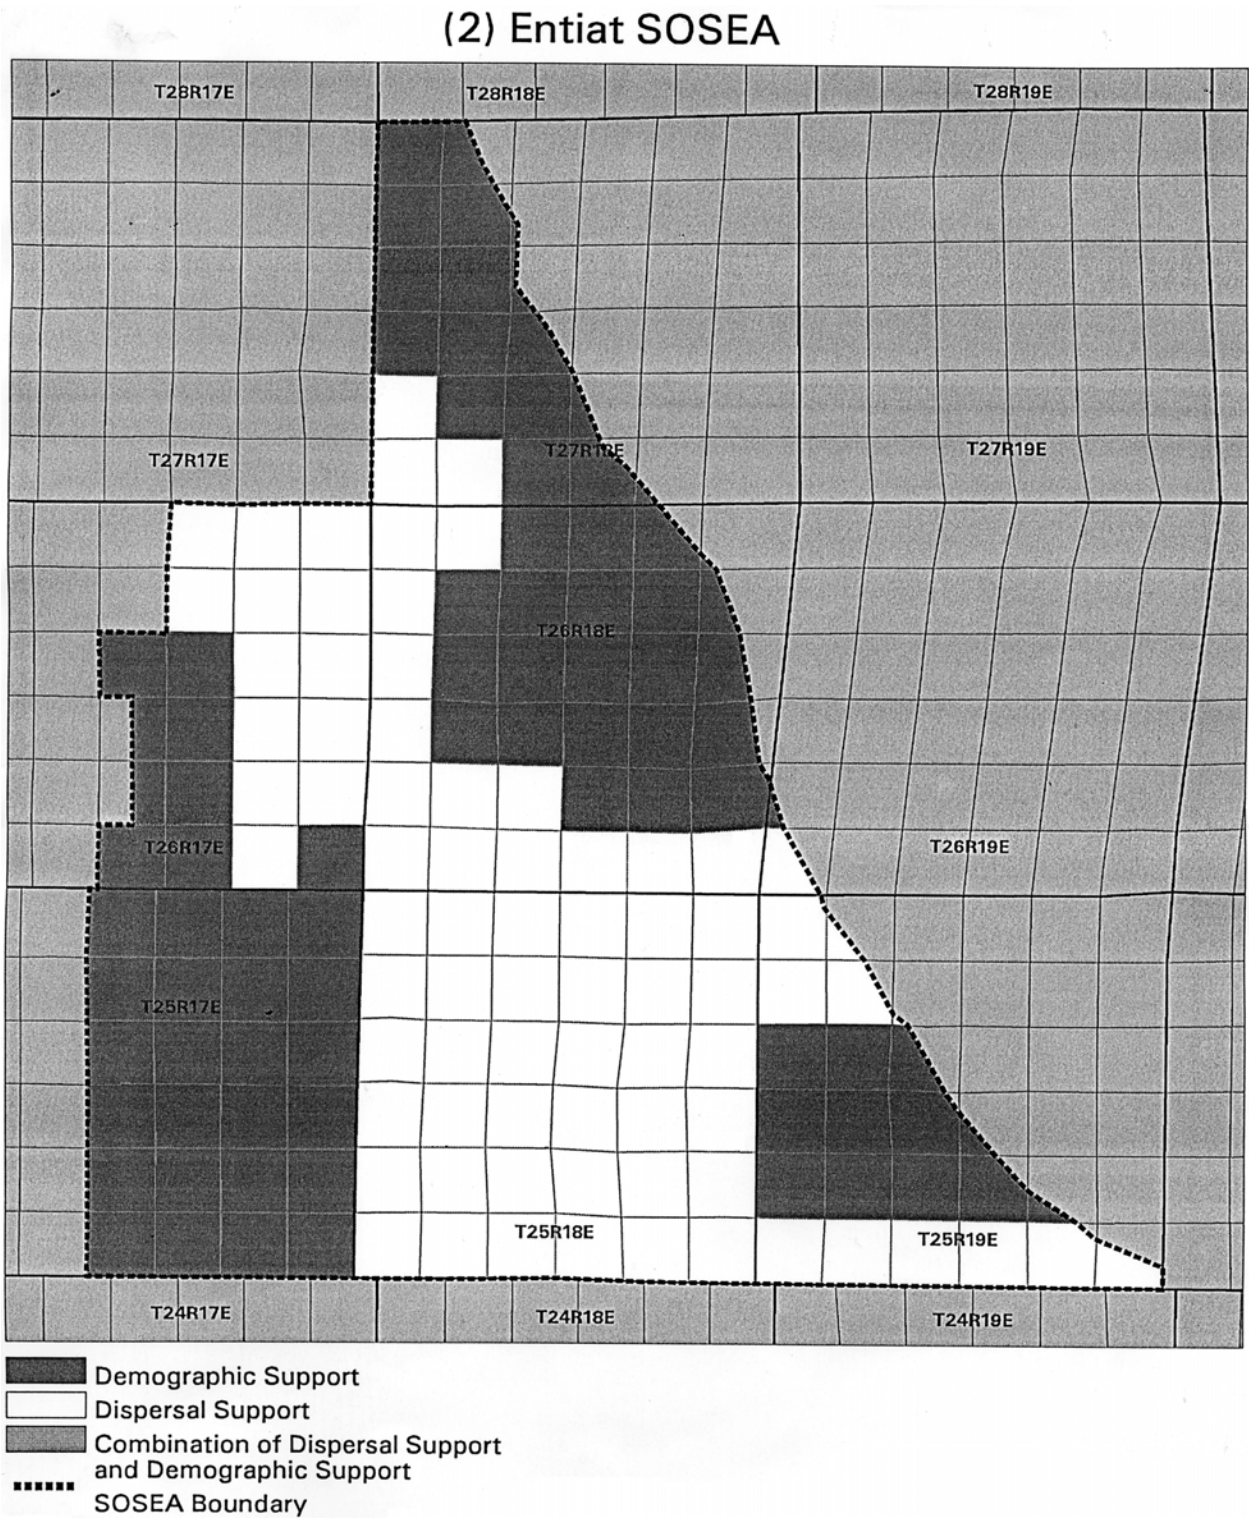 (2) Entiat SOSEA
T28R17E T28R18E T28R19E
T27R17E T27R18E T27R19E
T26R18E
T26R17E T26R19E
T25R17E
T25R18E T25R19E
T24R17E T24R18E T24R19E
Demographic Support
Dispersal Support
Combination of Dispersal Support
and Demographic Support
SOSEA Boundary